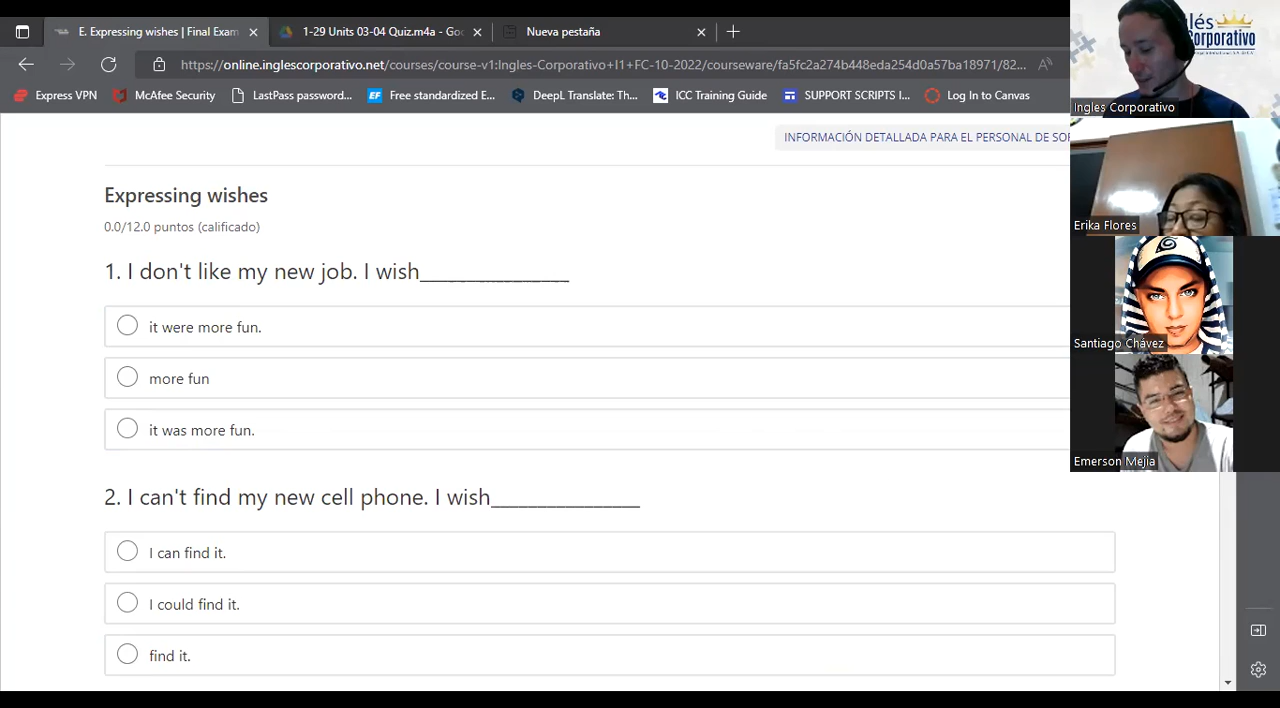 E. Expressing wishes | Final Exam
1-29 Units 03-04 Quiz.m4a - Goo
Nueva pestaña
https://online.inglescorporativo.net/courses/course-v1:Ingles-Corporativo+I1+FC-10-2022/courseware/fa5fc2a274b448eda254d0a57ba18971/82...
Express VPN
McAfee Security
LastPass password...
EF
Free standardized E...
DeepL Translate: Th...
ICC Training Guide
SUPPORT SCRIPTS I...
Log In to Canvas
INFORMACIÓN DETALLADA PARA EL PERSONAL DE SO
Expressing wishes
0.0/12.0 puntos (calificado)
1. I don't like my new job. I wish________________
it were more fun.
more fun
it was more fun.
2. I can't find my new cell phone. I wish________________
I can find it.
I could find it.
find it.
Ingles Corporativo
Erika Flores
Santiago Chávez
Emerson Mejia